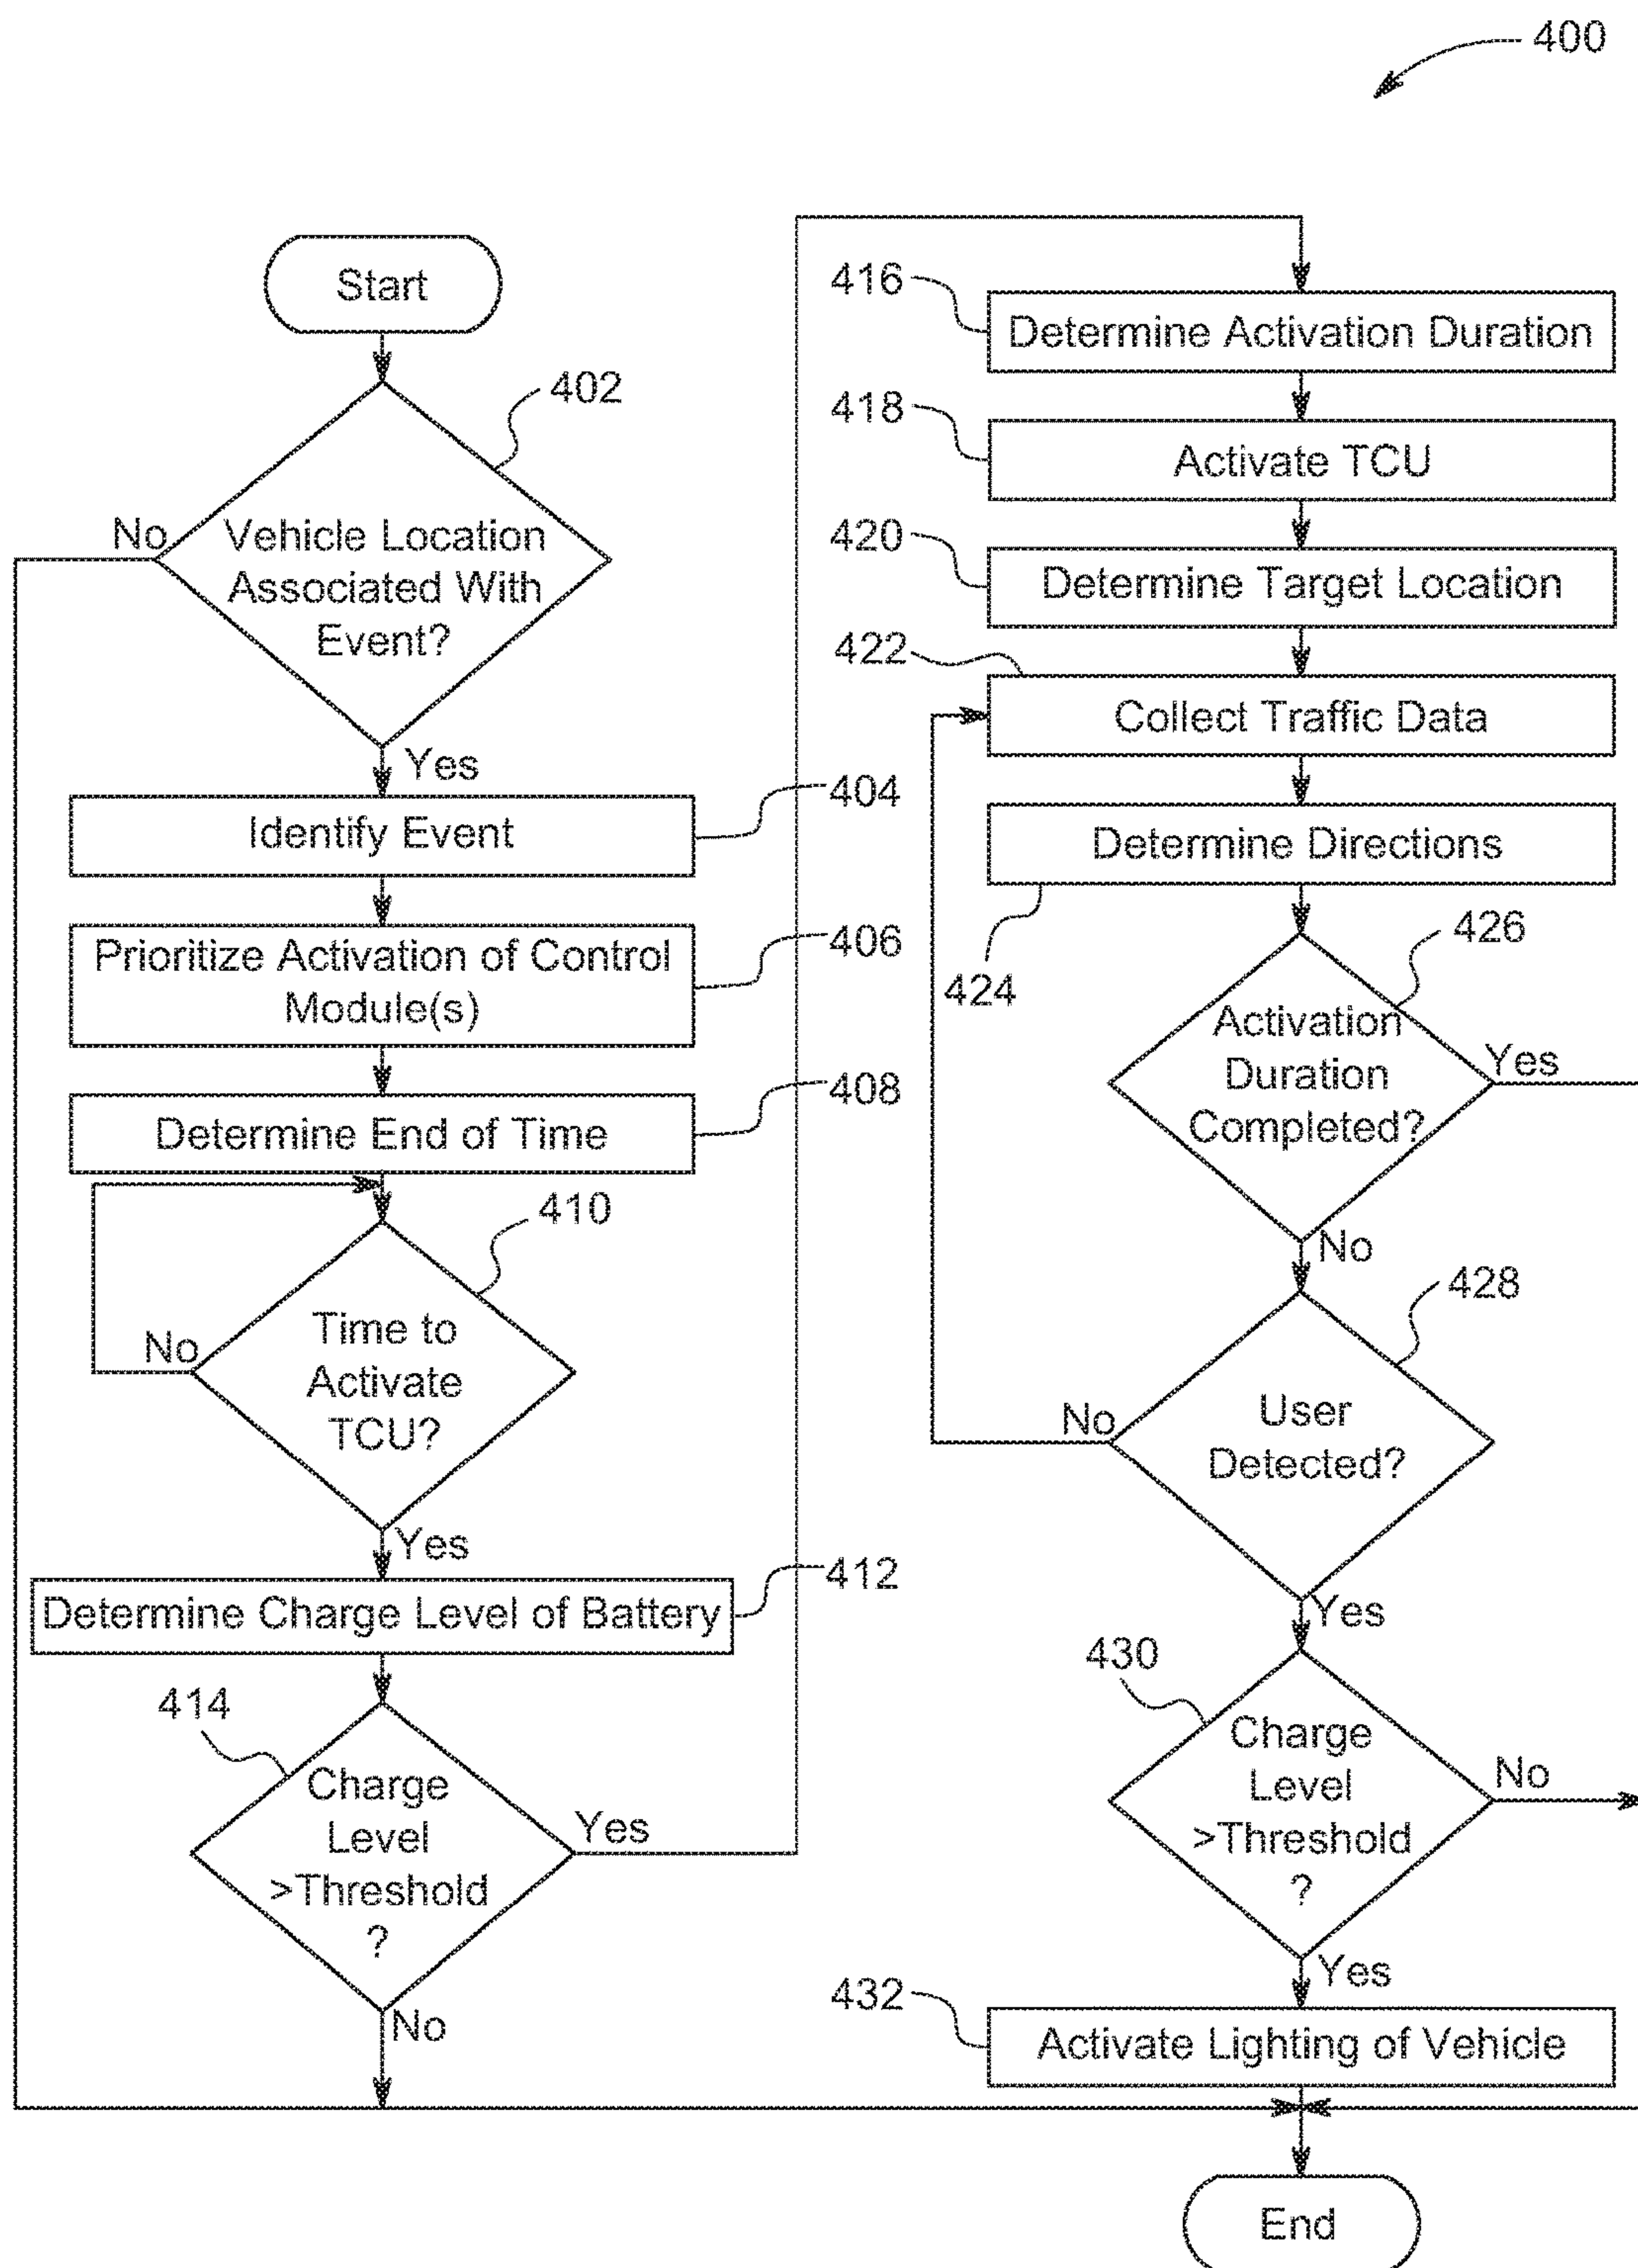 400
Start
402
Vehicle Location
Associated With
Event?
No
Yes
Identify Event
404
Prioritize Activation of Control
Module(s)
406
Determine End of Time
408
410
Time to
Activate
TCU?
No
Yes
Determine Charge Level of Battery
412
414
Charge
Level
>Threshold
?
Yes
No
416
Determine Activation Duration
418
Activate TCU
420
Determine Target Location
422
Collect Traffic Data
Determine Directions
424
426
Activation
Duration
Completed?
Yes
No
428
User
Detected?
No
Yes
430
Charge
Level
>Threshold
?
No
Yes
432
Activate Lighting of Vehicle
End